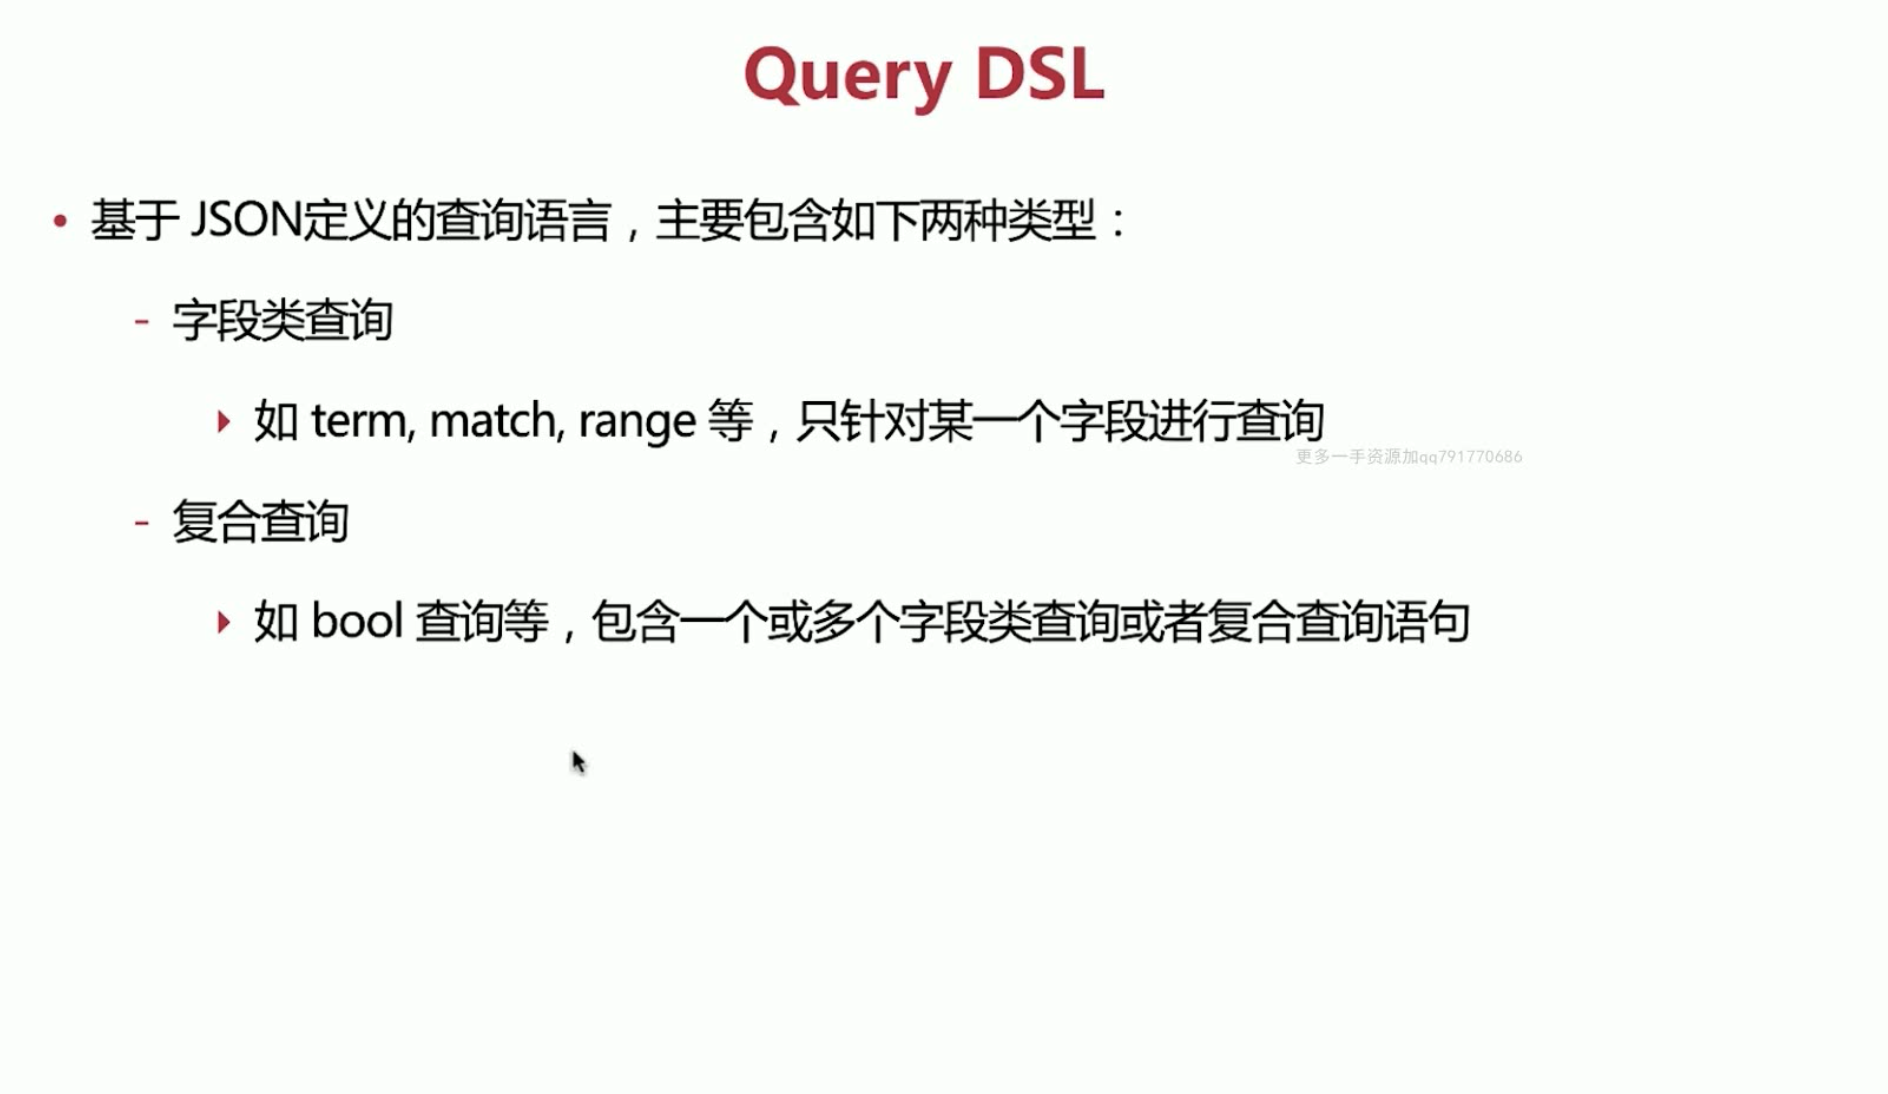 Query DSL
• 基于 JSON定义的查询语言，主要包含如下两种类型：
- 字段类查询
▸ 如 term, match, range 等，只针对某一个字段进行查询
更多一手资源加qq791770686
- 复合查询
▸ 如 bool 查询等，包含一个或多个字段类查询或者复合查询语句